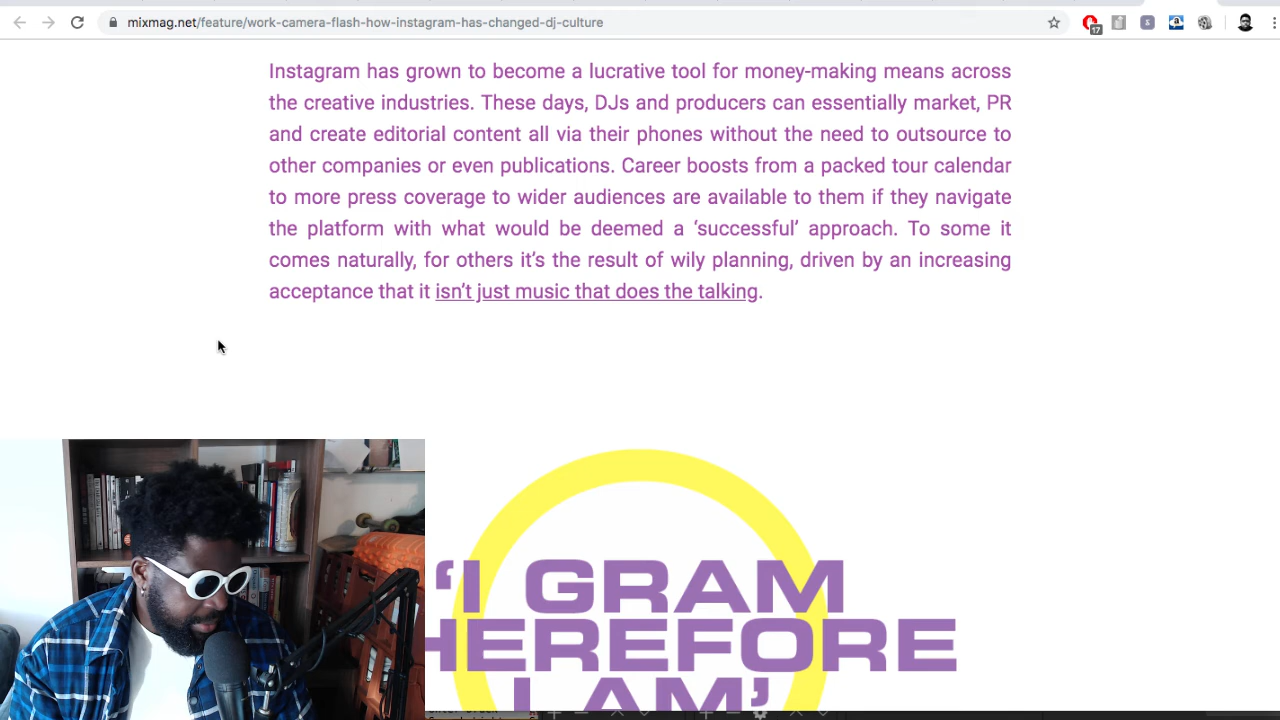 mixmag.net/feature/work-camera-flash-how-instagram-has-changed-dj-culture
17
Instagram has grown to become a lucrative tool for money-making means across
the creative industries. These days, DJs and producers can essentially market, PR
and create editorial content all via their phones without the need to outsource to
other companies or even publications. Career boosts from a packed tour calendar
to more press coverage to wider audiences are available to them if they navigate
the platform with what would be deemed a ‘successful’ approach. To some it
comes naturally, for others it’s the result of wily planning, driven by an increasing
acceptance that it isn’t just music that does the talking.
‘I GRAM
HEREFORE
I AM’